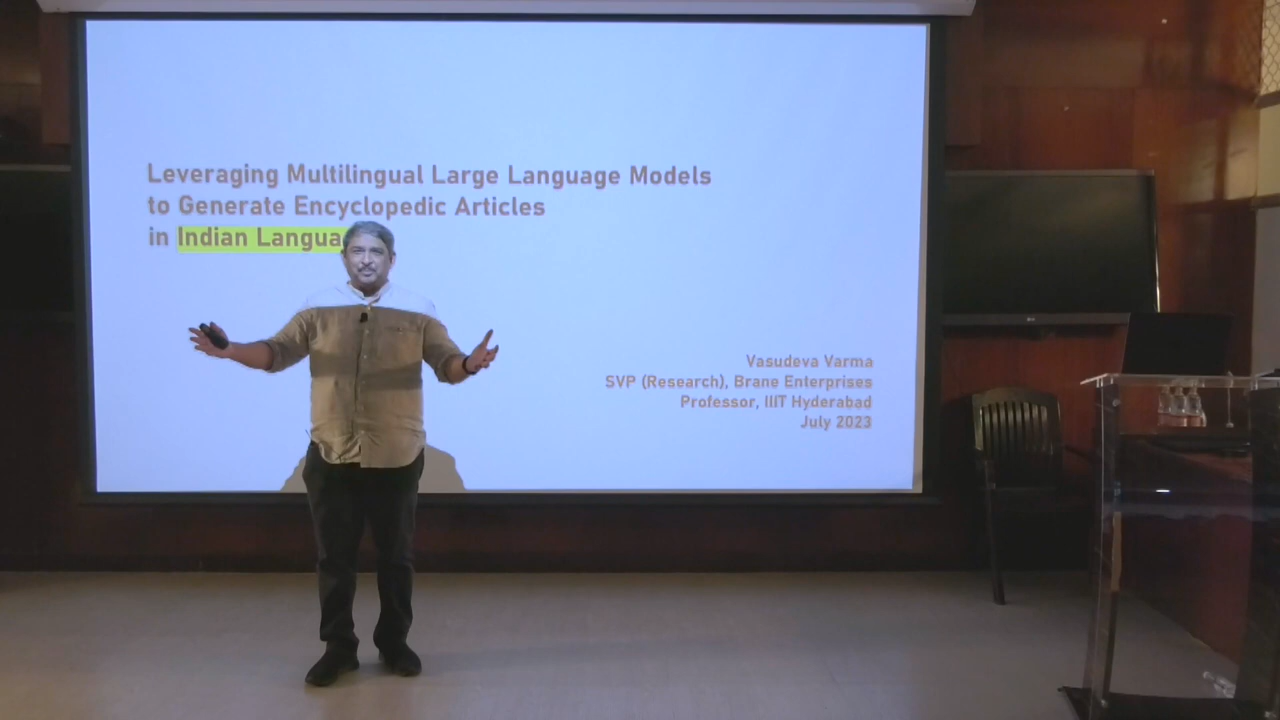 Leveraging Multilingual Large Language Models
to Generate Encyclopedic Articles
in Indian Langua
Vasudeva Varma
SVP (Research), Brane Enterprises
Professor, IIIT Hyderabad
July 2023